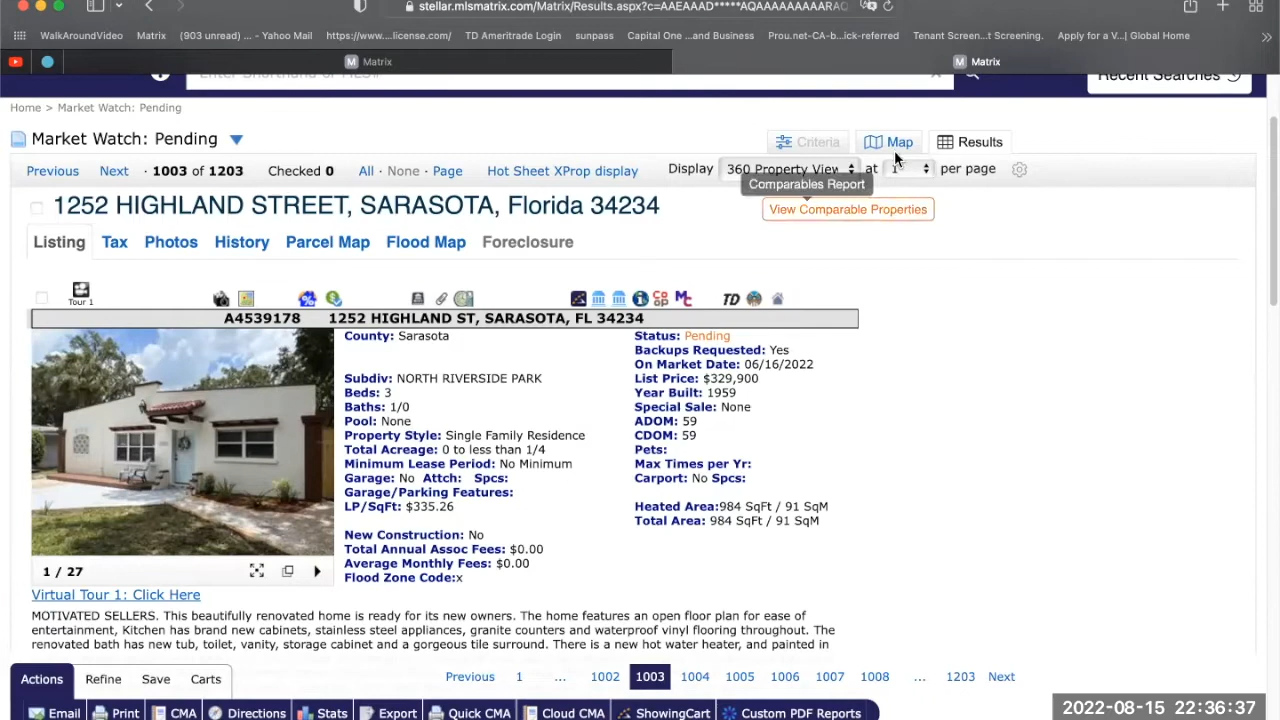 stellar.mlsmatrix.com/Matrix/Results.aspx?c=AAEAAAD*****AQAAAAAAAAARAQ
WalkAroundVideo Matrix (903 unread) ... - Yahoo Mail https://www....license.com/ TD Ameritrade Login sunpass Capital One ...and Business Prou.net-CA-b...ick-referred Tenant Screen...t Screening. Apply for a V...| Global Home
M Matrix M Matrix
Enter Shorthand or MLS# Recent Searches
Home > Market Watch: Pending
Market Watch: Pending Criteria Map Results
Previous Next · 1003 of 1203 Checked 0 All · None · Page Hot Sheet XProp display Display 360 Property View at 1 per page
Comparables Report
1252 HIGHLAND STREET, SARASOTA, Florida 34234 View Comparable Properties
Listing Tax Photos History Parcel Map Flood Map Foreclosure
Tour 1 TD
A4539178 1252 HIGHLAND ST, SARASOTA, FL 34234
County: Sarasota
Subdiv: NORTH RIVERSIDE PARK
Beds: 3
Baths: 1/0
Pool: None
Property Style: Single Family Residence
Total Acreage: 0 to less than 1/4
Minimum Lease Period: No Minimum
Garage: No Attch: Spcs:
Garage/Parking Features:
LP/SqFt: $335.26
New Construction: No
Total Annual Assoc Fees: $0.00
Average Monthly Fees: $0.00
Flood Zone Code:x
Status: Pending
Backups Requested: Yes
On Market Date: 06/16/2022
List Price: $329,900
Year Built: 1959
Special Sale: None
ADOM: 59
CDOM: 59
Pets:
Max Times per Yr:
Carport: No Spcs:
Heated Area:984 SqFt / 91 SqM
Total Area: 984 SqFt / 91 SqM
1 / 27
Virtual Tour 1: Click Here
MOTIVATED SELLERS. This beautifully renovated home is ready for its new owners. The home features an open floor plan for ease of
entertainment, Kitchen has brand new cabinets, stainless steel appliances, granite counters and waterproof vinyl flooring throughout. The
renovated bath has new tub, toilet, vanity, storage cabinet and a gorgeous tile surround. There is a new hot water heater, and painted in
Actions Refine Save Carts Previous 1 ... 1002 1003 1004 1005 1006 1007 1008 ... 1203 Next
Email Print CMA Directions Stats Export Quick CMA Cloud CMA ShowingCart Custom PDF Reports
2022-08-15 22:36:37